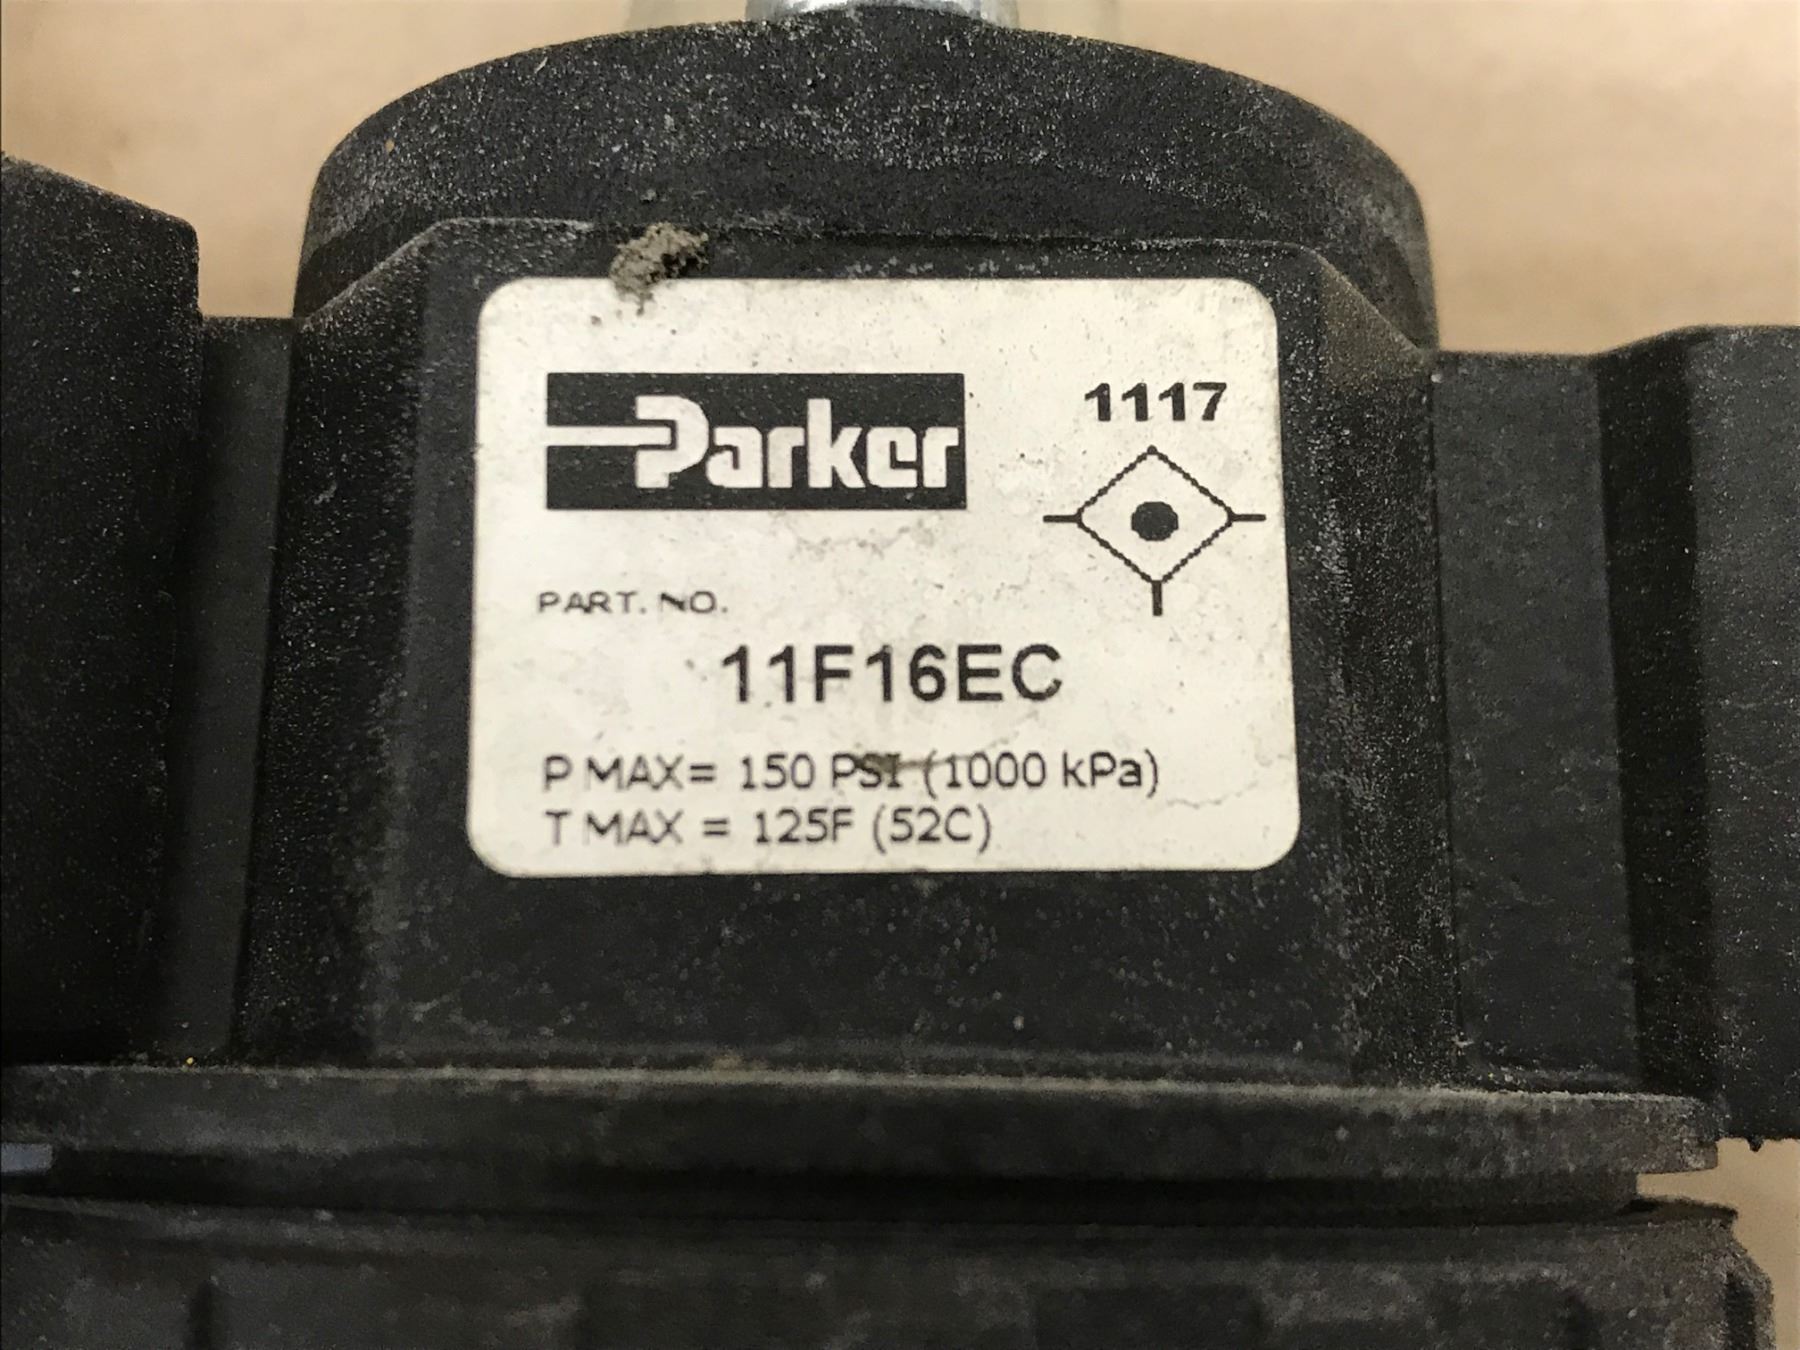 Parker
1117
PART. NO.
11F16EC
P MAX= 150 PSI (1000 kPa)
T MAX = 125F (52C)